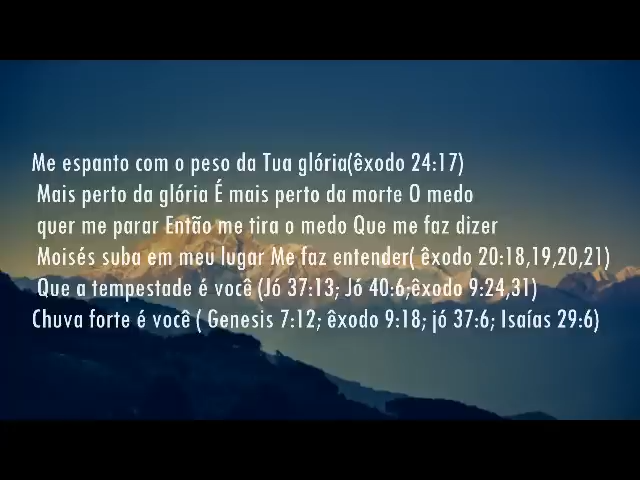 Me espanto com o peso da Tua glória(êxodo 24:17)
Mais perto da glória É mais perto da morte O medo
quer me parar Então me tira o medo Que me faz dizer
Moisés suba em meu lugar Me faz entender( êxodo 20:18,19,20,21)
Que a tempestade é você (Jó 37:13; Jó 40:6;êxodo 9:24,31)
Chuva forte é você ( Genesis 7:12; êxodo 9:18; jó 37:6; Isaías 29:6)